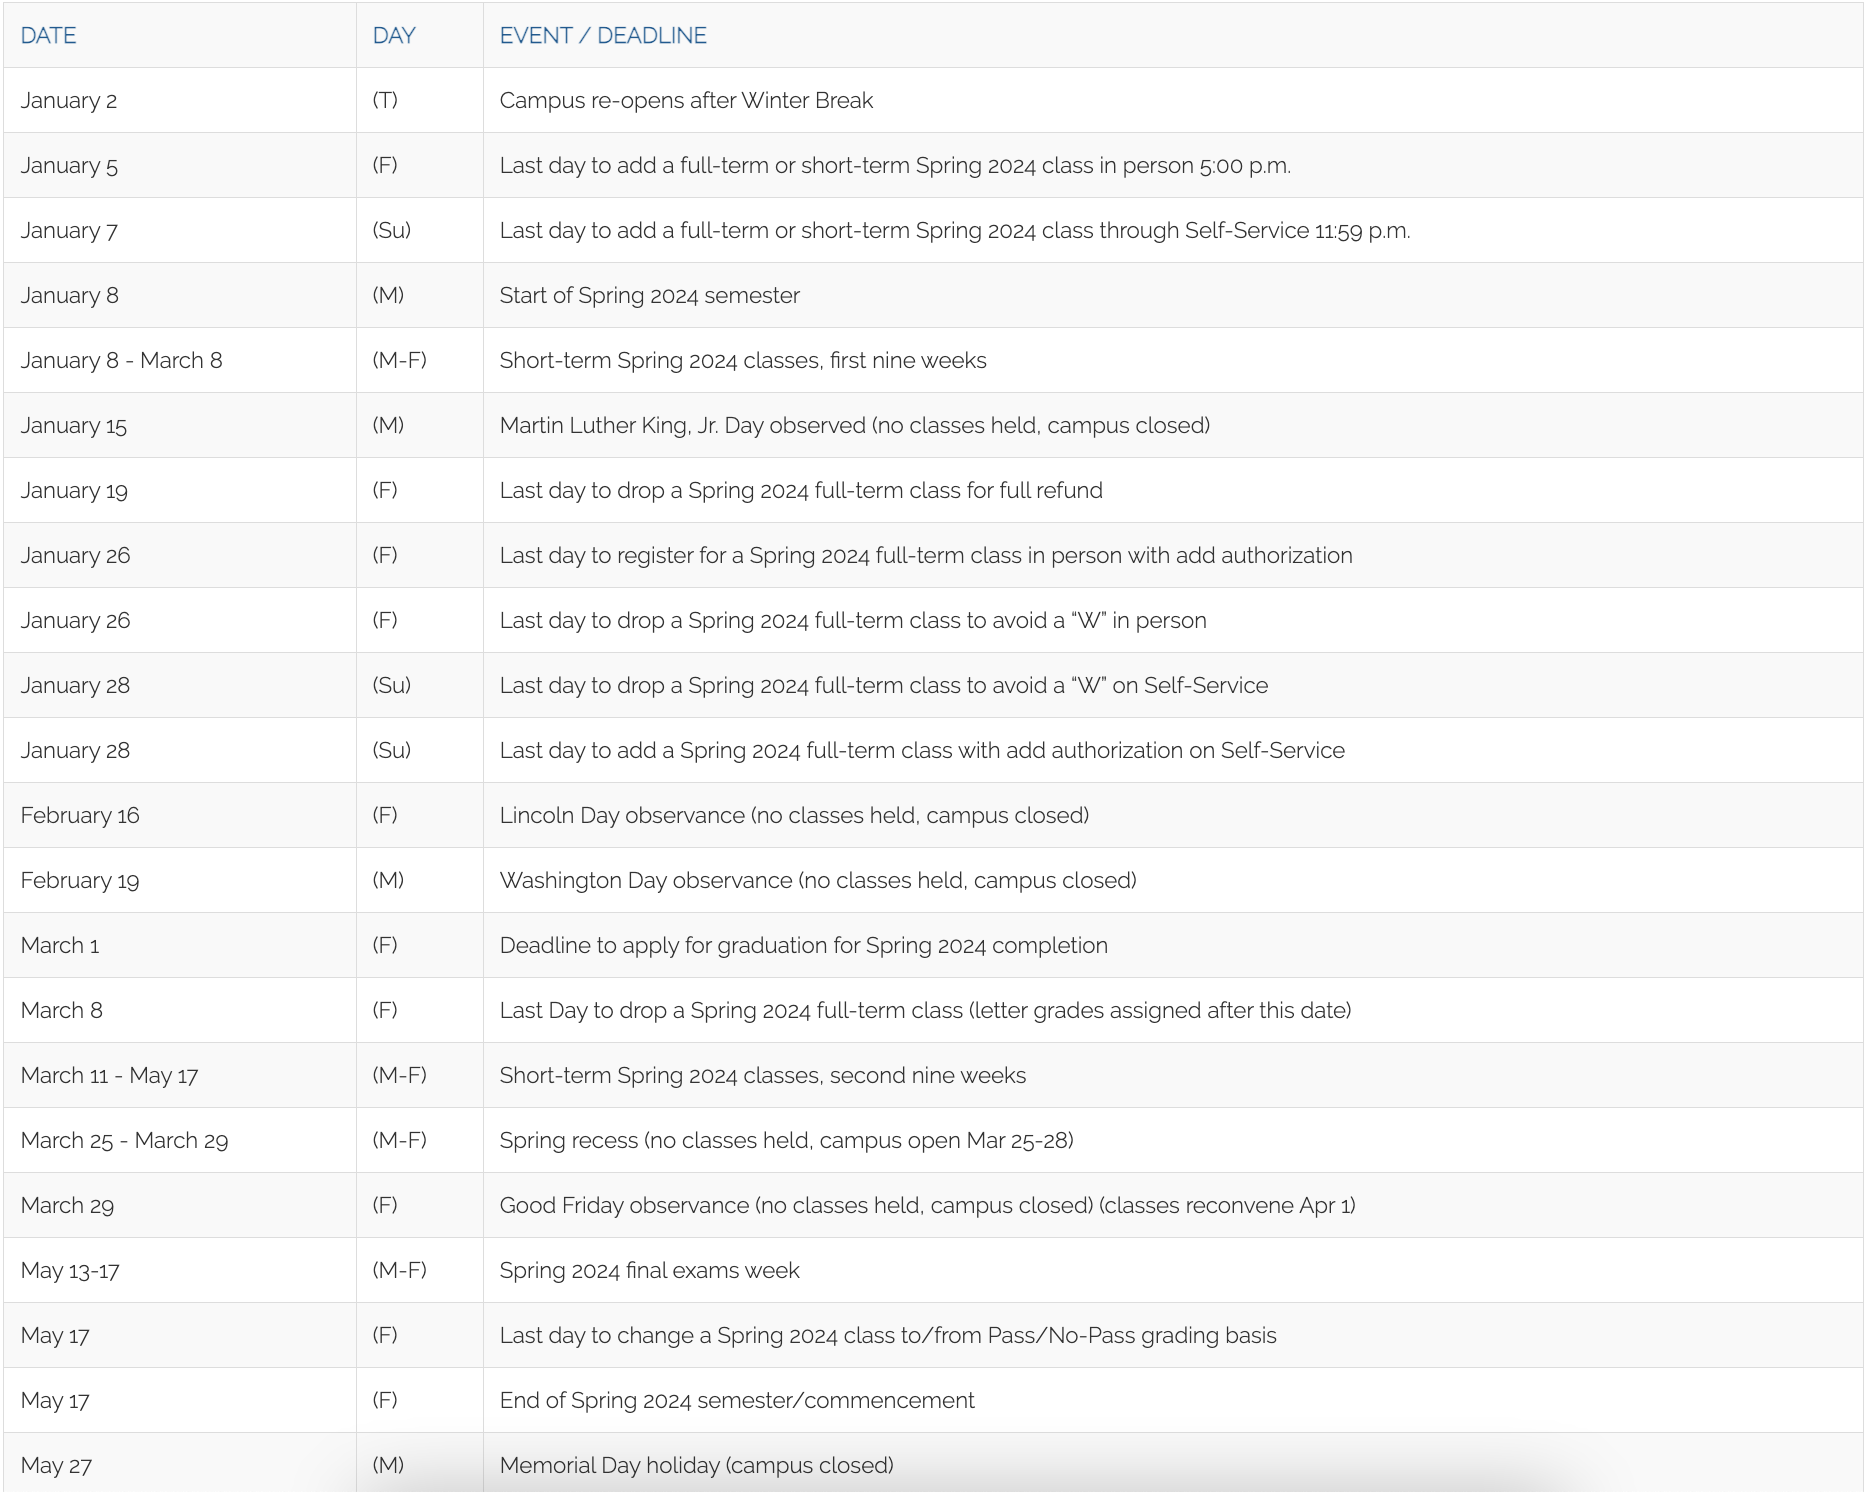 DATE DAY EVENT / DEADLINE
January 2 (T) Campus re-opens after Winter Break
January 5 (F) Last day to add a full-term or short-term Spring 2024 class in person 5:00 p.m.
January 7 (Su) Last day to add a full-term or short-term Spring 2024 class through Self-Service 11:59 p.m.
January 8 (M) Start of Spring 2024 semester
January 8 - March 8 (M-F) Short-term Spring 2024 classes, first nine weeks
January 15 (M) Martin Luther King, Jr. Day observed (no classes held, campus closed)
January 19 (F) Last day to drop a Spring 2024 full-term class for full refund
January 26 (F) Last day to register for a Spring 2024 full-term class in person with add authorization
January 26 (F) Last day to drop a Spring 2024 full-term class to avoid a “W” in person
January 28 (Su) Last day to drop a Spring 2024 full-term class to avoid a “W” on Self-Service
January 28 (Su) Last day to add a Spring 2024 full-term class with add authorization on Self-Service
February 16 (F) Lincoln Day observance (no classes held, campus closed)
February 19 (M) Washington Day observance (no classes held, campus closed)
March 1 (F) Deadline to apply for graduation for Spring 2024 completion
March 8 (F) Last Day to drop a Spring 2024 full-term class (letter grades assigned after this date)
March 11 - May 17 (M-F) Short-term Spring 2024 classes, second nine weeks
March 25 - March 29 (M-F) Spring recess (no classes held, campus open Mar 25-28)
March 29 (F) Good Friday observance (no classes held, campus closed) (classes reconvene Apr 1)
May 13-17 (M-F) Spring 2024 final exams week
May 17 (F) Last day to change a Spring 2024 class to/from Pass/No-Pass grading basis
May 17 (F) End of Spring 2024 semester/commencement
May 27 (M) Memorial Day holiday (campus closed)